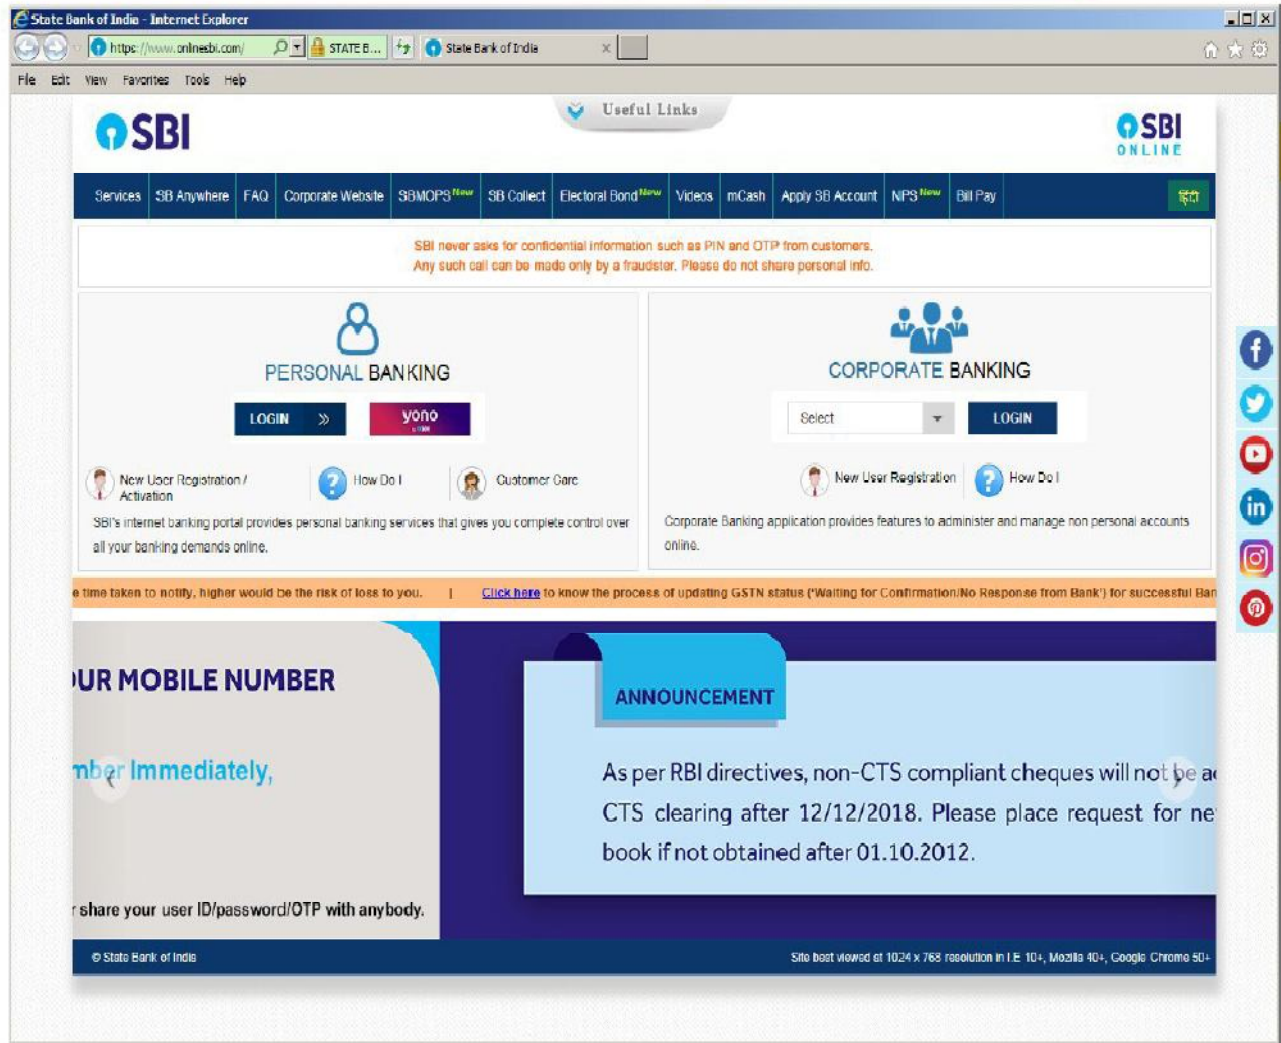 State Bank of India - Internet Explorer
https://www.onlinesbi.com/
STATE B...
State Bank of India
File Edit View Favorites Tools Help
Useful Links
SBI
SBI
ONLINE
Services
SB Anywhere
FAQ
Corporate Website
SBMOPS New
SB Collect
Electoral Bond New
Videos
mCash
Apply SB Account
NPS New
Bill Pay
हिंदी
SBI never asks for confidential information such as PIN and OTP from customers.
Any such call can be made only by a fraudster. Please do not share personal info.
PERSONAL BANKING
LOGIN »
yono
New User Registration /
Activation
How Do I
Customer Care
SBI's internet banking portal provides personal banking services that gives you complete control over
all your banking demands online.
CORPORATE BANKING
Select
LOGIN
New User Registration
How Do I
Corporate Banking application provides features to administer and manage non personal accounts
online.
e time taken to notify, higher would be the risk of loss to you. | Click here to know the process of updating GSTN status ('Waiting for Confirmation/No Response from Bank') for successful Ban
OUR MOBILE NUMBER
mber Immediately,
r share your user ID/password/OTP with anybody.
ANNOUNCEMENT
As per RBI directives, non-CTS compliant cheques will not be ac
CTS clearing after 12/12/2018. Please place request for ne
book if not obtained after 01.10.2012.
© State Bank of India
Site best viewed at 1024 x 768 resolution in I.E 10+, Mozilla 40+, Google Chrome 50+